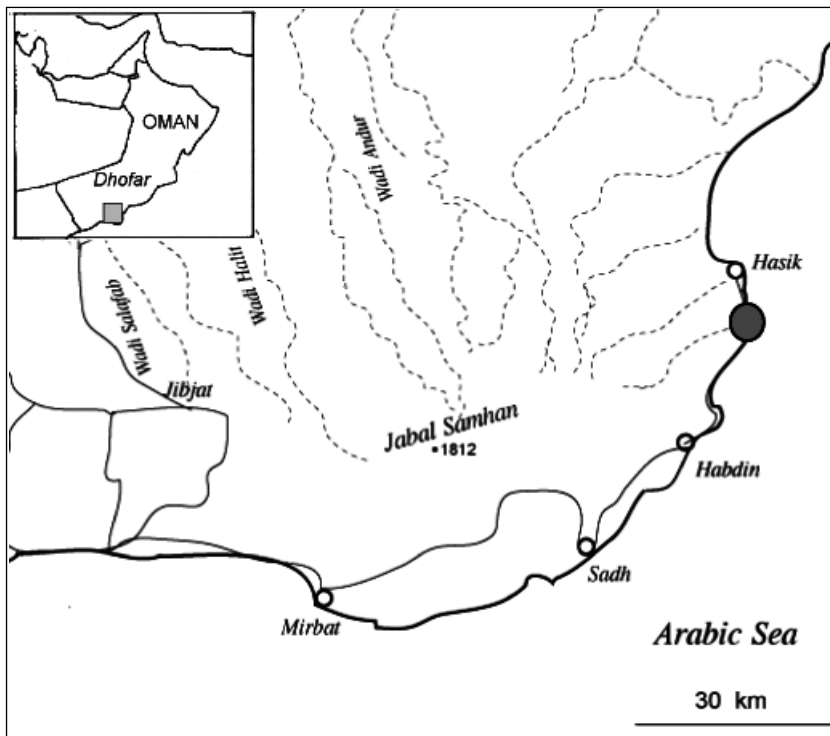 OMAN
Dhofar
Wadi Andur
Wadi Halit
Wadi Salafab
Hasik
Jibjat
Jabal Samhan
1812
Habdin
Sadh
Mirbat
Arabic Sea
30 km